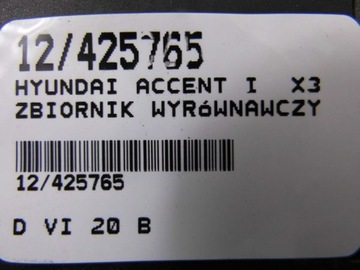 12/425765
HYUNDAI ACCENT I X3
ZBIORNIK WYRóWNAWCZY
12/425765
D VI 20 B